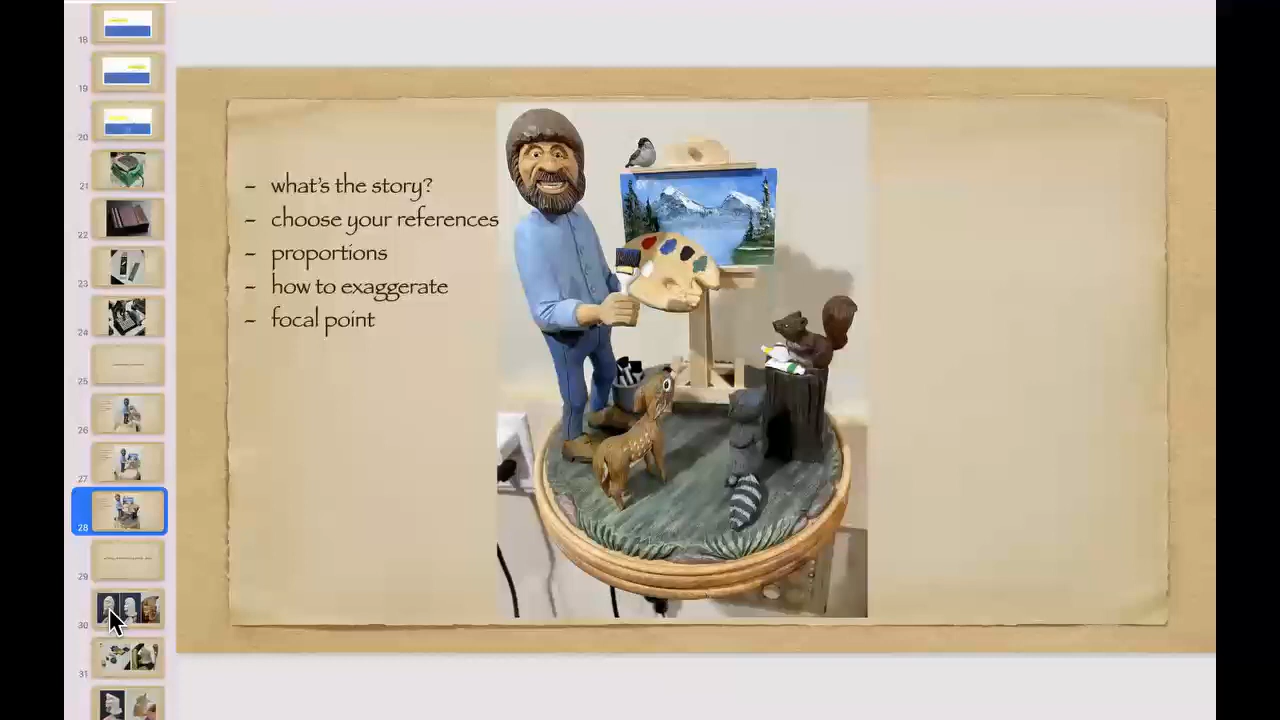 18
19
20
21
22
23
24
25
26
27
28
29
30
31
- what's the story?
- choose your references
- proportions
- how to exaggerate
- focal point